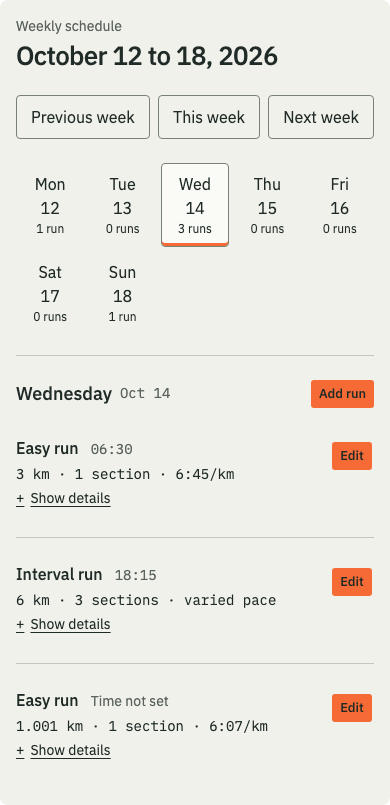 Weekly schedule
October 12 to 18, 2026
Previous week This week Next week
Mon Tue Wed Thu Fri
12 13 14 15 16
1 run 0 runs 3 runs 0 runs 0 runs
Sat Sun
17 18
0 runs 1 run
Wednesday Oct 14 Add run
Easy run 06:30 Edit
3 km · 1 section · 6:45/km
+ Show details
Interval run 18:15 Edit
6 km · 3 sections · varied pace
+ Show details
Easy run Time not set Edit
1.001 km · 1 section · 6:07/km
+ Show details